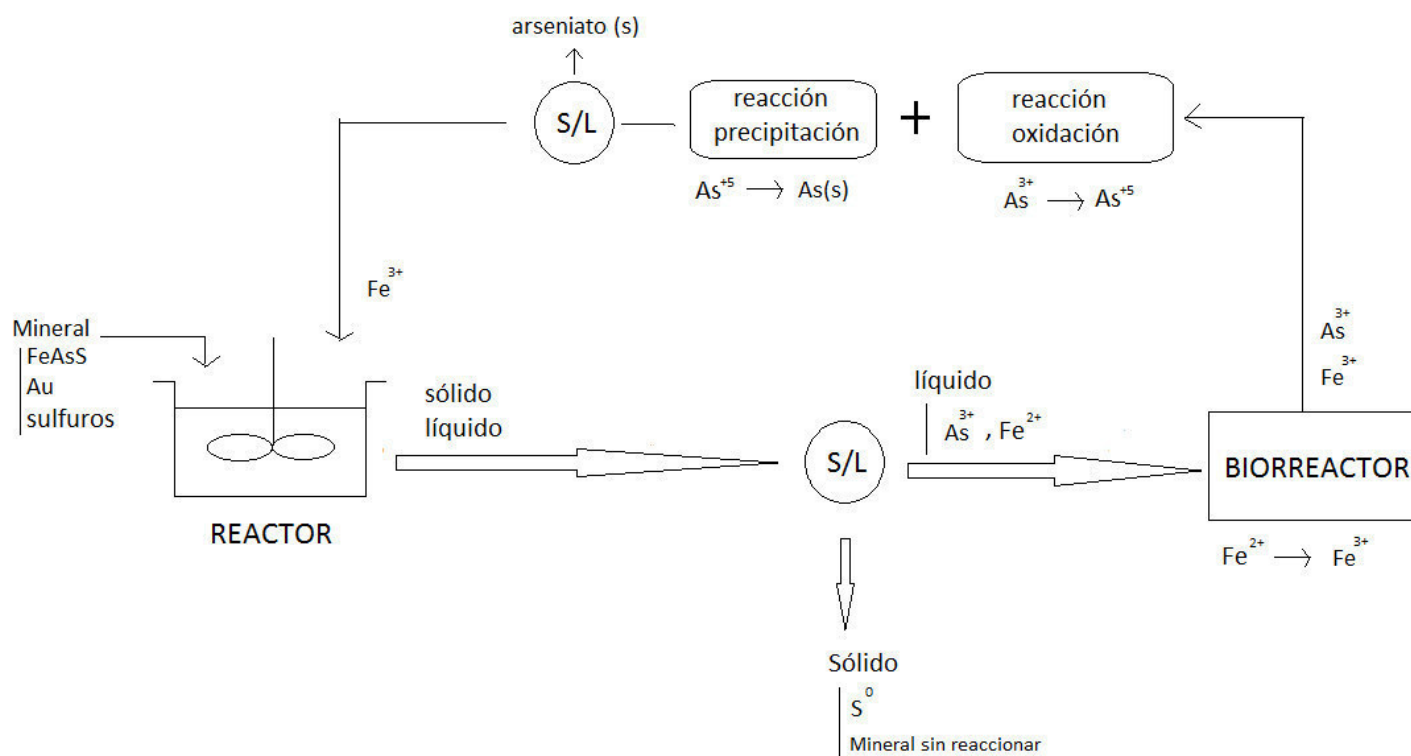 arseniato (s)
S/L
reacción
precipitación
+
reacción
oxidación
As⁺⁵ → As(s)
As³⁺ → As⁺⁵
Fe³⁺
Mineral
FeAsS
Au
sulfuros
REACTOR
sólido
líquido
S/L
líquido
As³⁺ , Fe²⁺
As³⁺
Fe³⁺
BIORREACTOR
Fe²⁺ → Fe³⁺
Sólido
S⁰
Mineral sin reaccionar